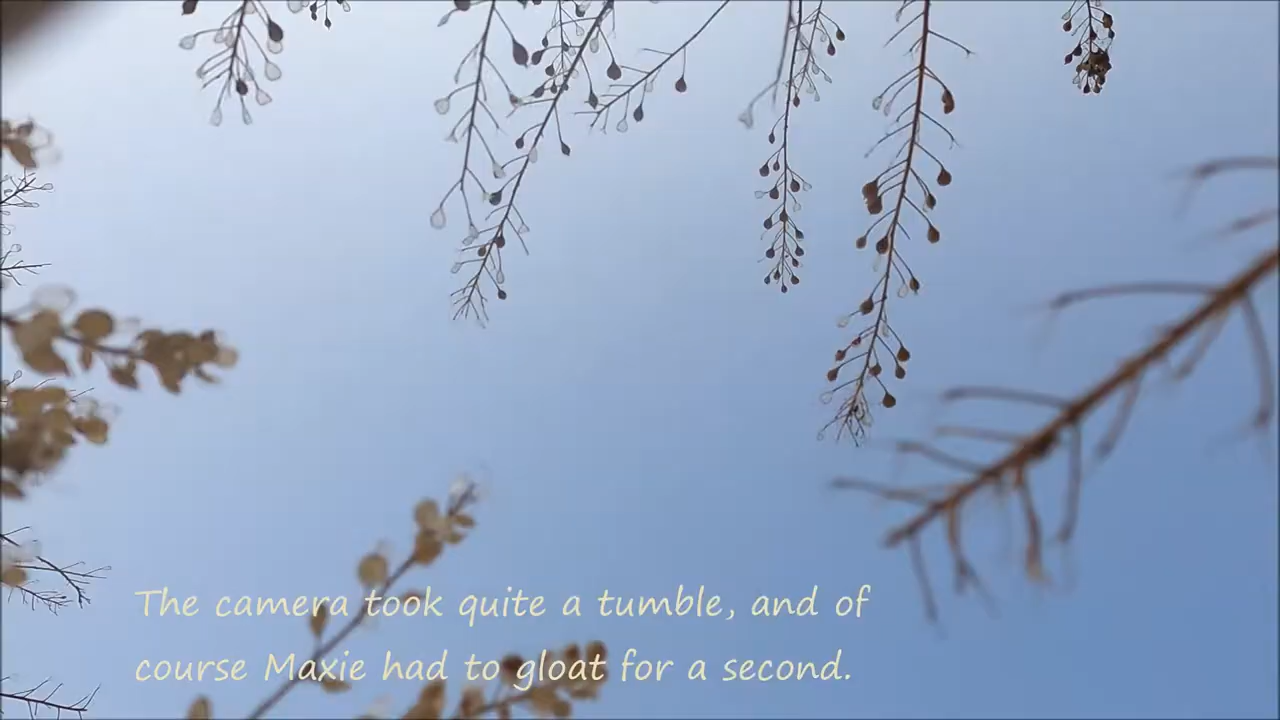 The camera took quite a tumble, and of
course Maxie had to gloat for a second.